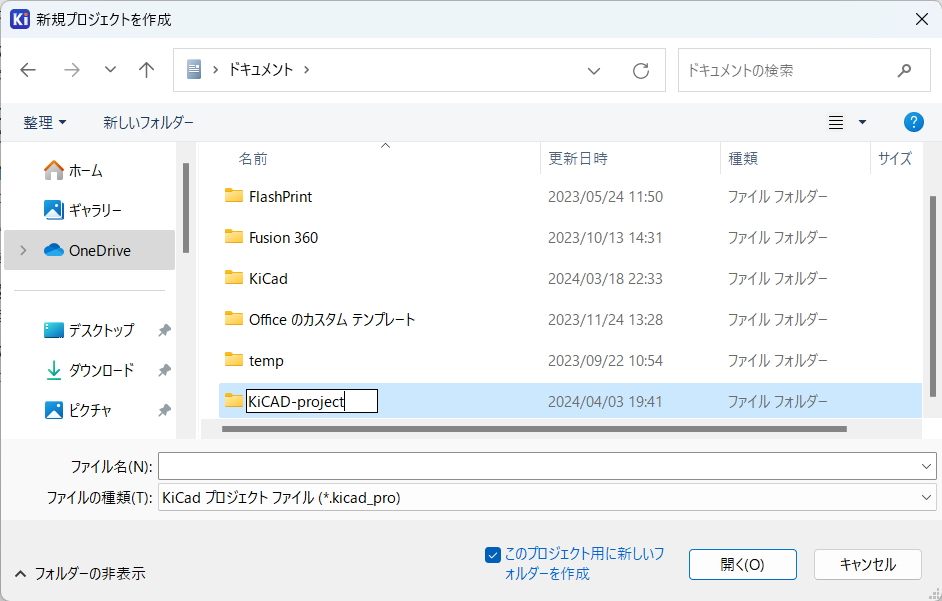 Ki 新規プロジェクトを作成
ドキュメント
ドキュメントの検索
整理
新しいフォルダー
?
ホーム
ギャラリー
OneDrive
デスクトップ
ダウンロード
ピクチャ
名前 更新日時 種類 サイズ
FlashPrint 2023/05/24 11:50 ファイル フォルダー
Fusion 360 2023/10/13 14:31 ファイル フォルダー
KiCad 2024/03/18 22:33 ファイル フォルダー
Office のカスタム テンプレート 2023/11/24 13:28 ファイル フォルダー
temp 2023/09/22 10:54 ファイル フォルダー
KiCAD-project 2024/04/03 19:41 ファイル フォルダー
ファイル名(N):
ファイルの種類(T): KiCad プロジェクト ファイル (*.kicad_pro)
このプロジェクト用に新しいフ
ォルダーを作成
フォルダーの非表示
開く(O)
キャンセル